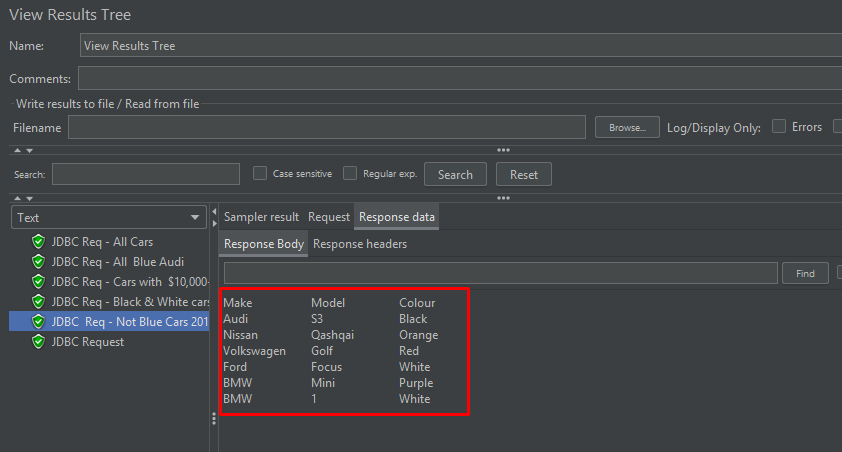 View Results Tree
Name: View Results Tree
Comments:
Write results to file / Read from file
Filename Browse... Log/Display Only: Errors
Search: Case sensitive Regular exp. Search Reset
Text
JDBC Req - All Cars
JDBC Req - All  Blue Audi
JDBC Req - Cars with  $10,000-
JDBC Req - Black & White cars
JDBC  Req - Not Blue Cars 201
JDBC Request
Sampler result Request Response data
Response Body Response headers
Find
Make Model Colour
Audi S3 Black
Nissan Qashqai Orange
Volkswagen Golf Red
Ford Focus White
BMW Mini Purple
BMW 1 White